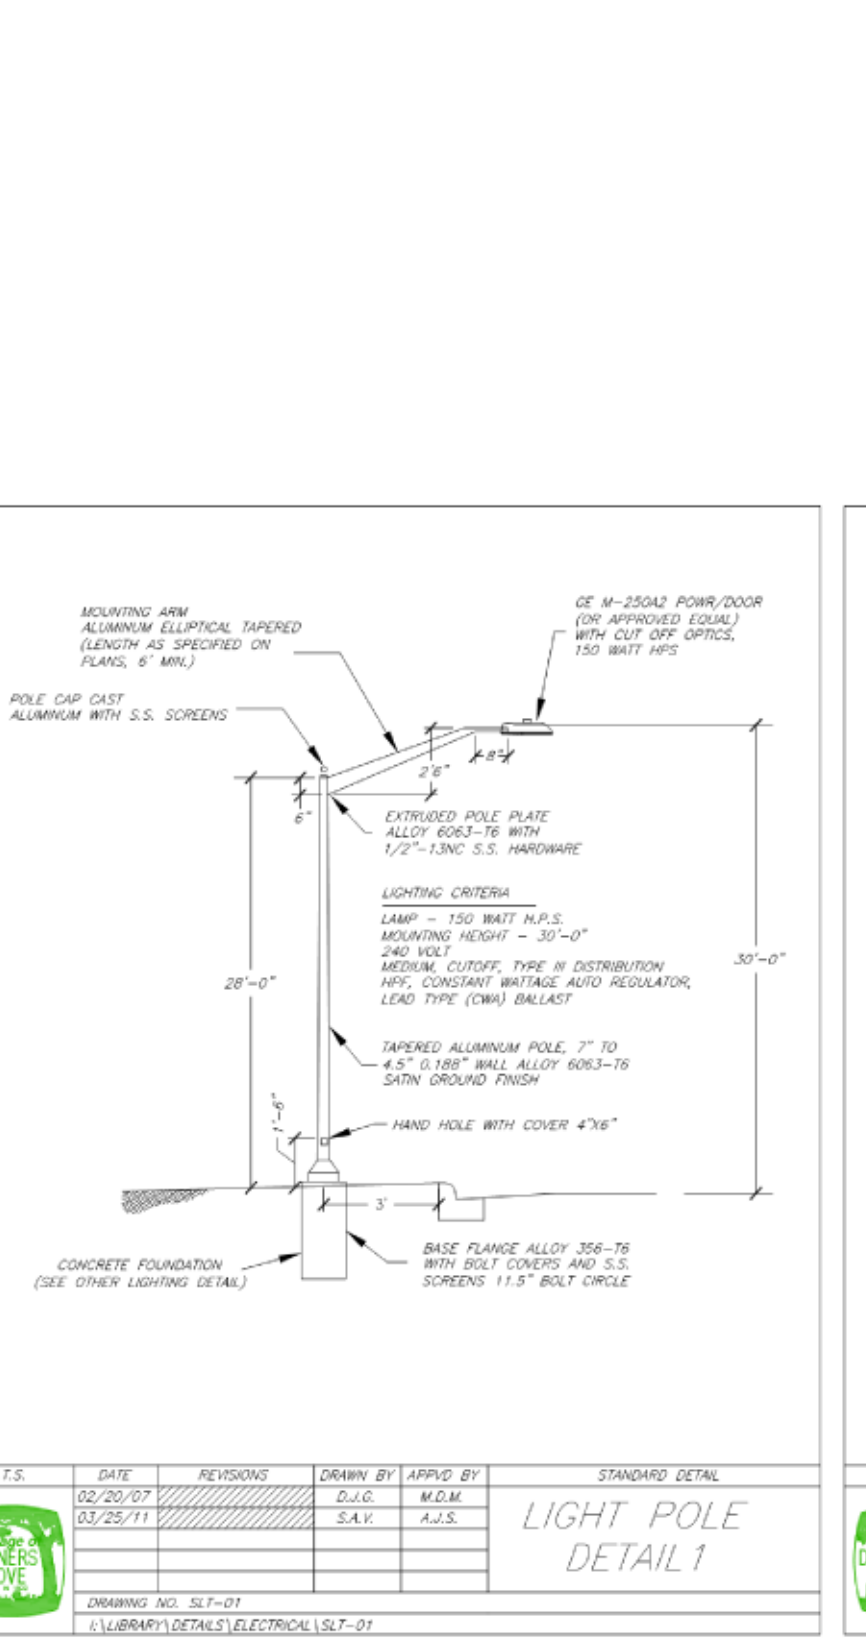 GE M-250A2 POWR/DOOR
(OR APPROVED EQUAL)
WITH CUT OFF OPTICS,
150 WATT HPS
MOUNTING ARM
ALUMINUM ELLIPTICAL TAPERED
(LENGTH AS SPECIFIED ON
PLANS, 6' MIN.)
POLE CAP CAST
ALUMINUM WITH S.S. SCREENS
8"
2'6"
6"
EXTRUDED POLE PLATE
ALLOY 6063-T6 WITH
1/2"-13NC S.S. HARDWARE
LIGHTING CRITERIA
LAMP - 150 WATT H.P.S.
MOUNTING HEIGHT - 30'-0"
240 VOLT
MEDIUM, CUTOFF, TYPE III DISTRIBUTION
HPF, CONSTANT WATTAGE AUTO REGULATOR,
LEAD TYPE (CWA) BALLAST
30'-0"
28'-0"
TAPERED ALUMINUM POLE, 7" TO
4.5" 0.188" WALL ALLOY 6063-T6
SATIN GROUND FINISH
1'-6"
HAND HOLE WITH COVER 4"X6"
3'
BASE FLANGE ALLOY 356-T6
WITH BOLT COVERS AND S.S.
SCREENS 11.5" BOLT CIRCLE
CONCRETE FOUNDATION
(SEE OTHER LIGHTING DETAIL)
T.S. DATE REVISIONS DRAWN BY APPVD BY STANDARD DETAIL
02/20/07 D.J.G. M.D.M.
03/25/11 S.A.V. A.J.S.
LIGHT POLE
DETAIL 1
NERS
OVE
DRAWING NO. SLT-01
I:\LIBRARY\DETAILS\ELECTRICAL\SLT-01